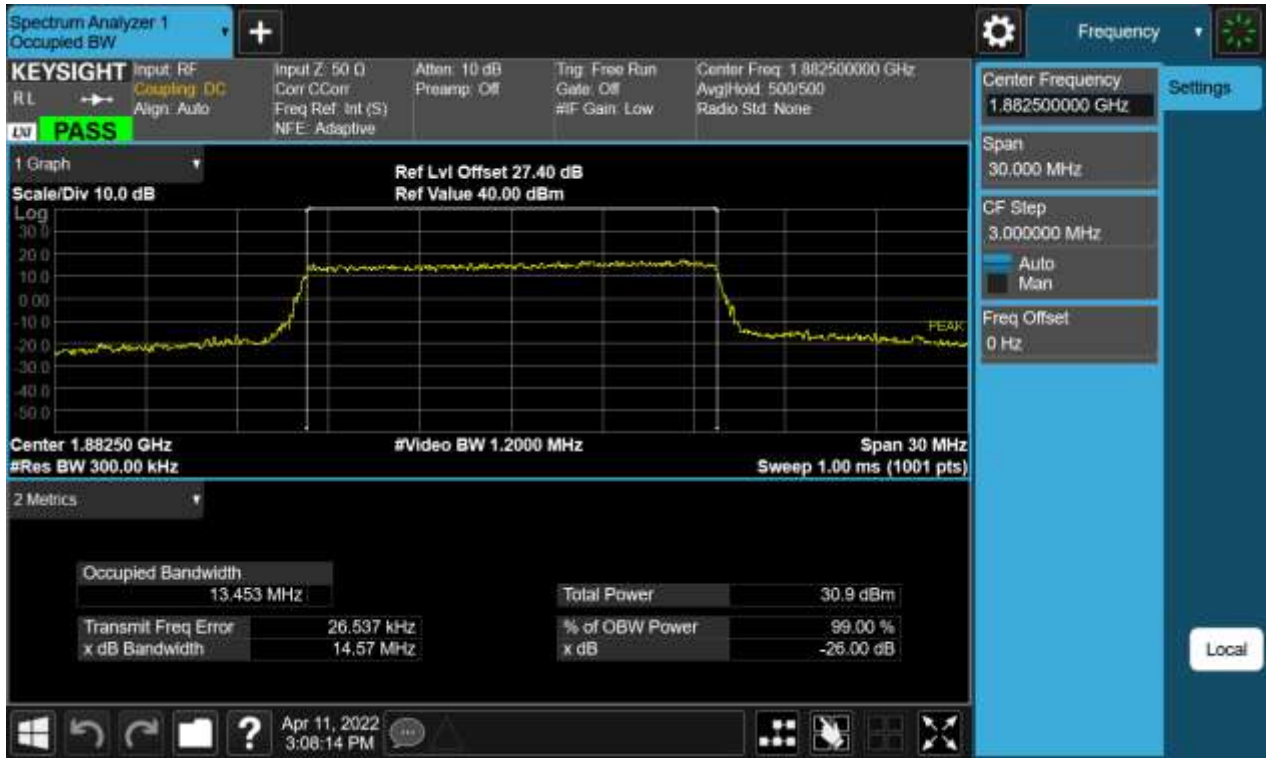 Spectrum Analyzer 1
Occupied BW
Frequency
KEYSIGHT
Input: RF
Coupling: DC
Align: Auto
Input Z: 50 Ω
Corr CCorr
Freq Ref: Int (S)
NFE: Adaptive
Atten: 10 dB
Preamp: Off
Trig: Free Run
Gate: Off
#IF Gain: Low
Center Freq: 1.882500000 GHz
Avg|Hold: 500/500
Radio Std: None
RL
LXI
PASS
1 Graph
Scale/Div 10.0 dB
Ref Lvl Offset 27.40 dB
Ref Value 40.00 dBm
Log
30.0
20.0
10.0
0.00
-10.0
-20.0
-30.0
-40.0
-50.0
PEAK
Center 1.88250 GHz
#Video BW 1.2000 MHz
Span 30 MHz
#Res BW 300.00 kHz
Sweep 1.00 ms (1001 pts)
2 Metrics
Occupied Bandwidth
13.453 MHz
Total Power 30.9 dBm
Transmit Freq Error 26.537 kHz
% of OBW Power 99.00 %
x dB Bandwidth 14.57 MHz
x dB -26.00 dB
Center Frequency
1.882500000 GHz
Settings
Span
30.000 MHz
CF Step
3.000000 MHz
Auto
Man
Freq Offset
0 Hz
Local
?
Apr 11, 2022
3:08:14 PM